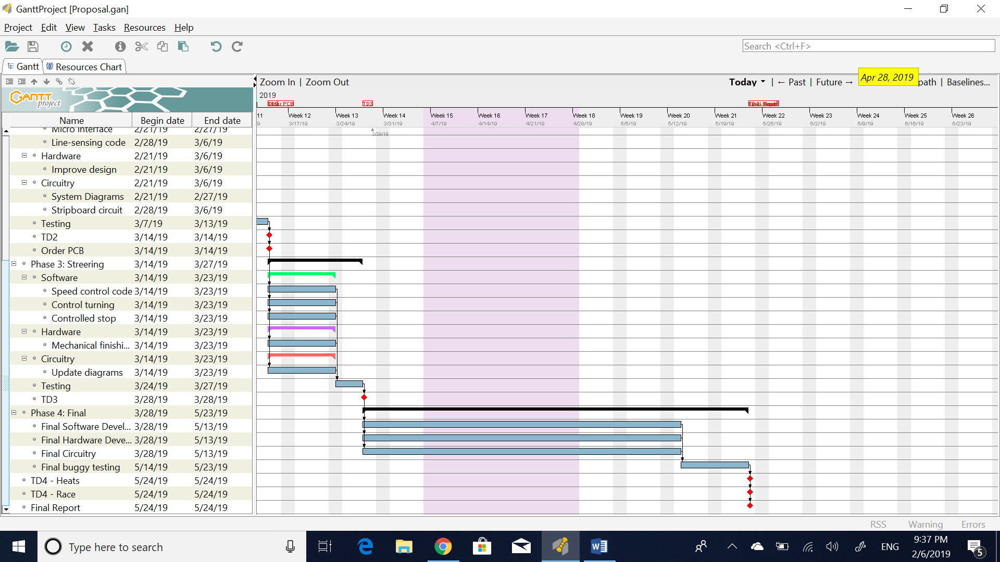 GanttProject [Proposal.gan]
Project Edit View Tasks Resources Help
Search <Ctrl+F>
Gantt Resources Chart
Zoom In | Zoom Out
Today | ← Past | Future → Apr 28, 2019 path | Baselines...
GANTT project
2019
Order PCB TD3
Name Begin date End date
11 Week 12 Week 13 Week 14 Week 15 Week 16 Week 17 Week 18 Week 19 Week 20 Week 21 Week 22 Week 23 Week 24 Week 25 Week 26
9 3/17/19 3/24/19 3/31/19 4/7/19 4/14/19 4/21/19 4/28/19 5/5/19 5/12/19 5/19/19 5/26/19 6/2/19 6/9/19 6/16/19 6/23/19
3/29/19
Micro Interface 2/21/19 2/27/19
Line-sensing code 2/28/19 3/6/19
Hardware 2/21/19 3/6/19
Improve design 2/21/19 3/6/19
Circuitry 2/21/19 3/6/19
System Diagrams 2/21/19 2/27/19
Stripboard circuit 2/28/19 3/6/19
Testing 3/7/19 3/13/19
TD2 3/14/19 3/14/19
Order PCB 3/14/19 3/14/19
Phase 3: Streering 3/14/19 3/27/19
Software 3/14/19 3/23/19
Speed control code 3/14/19 3/23/19
Control turning 3/14/19 3/23/19
Controlled stop 3/14/19 3/23/19
Hardware 3/14/19 3/23/19
Mechanical finishi... 3/14/19 3/23/19
Circuitry 3/14/19 3/23/19
Update diagrams 3/14/19 3/23/19
Testing 3/24/19 3/27/19
TD3 3/28/19 3/28/19
Phase 4: Final 3/28/19 5/23/19
Final Software Devel... 3/28/19 5/13/19
Final Hardware Deve... 3/28/19 5/13/19
Final Circuitry 3/28/19 5/13/19
Final buggy testing 5/14/19 5/23/19
TD4 - Heats 5/24/19 5/24/19
TD4 - Race 5/24/19 5/24/19
Final Report 5/24/19 5/24/19
RSS Warning Errors
Type here to search
ENG
9:37 PM
2/6/2019
5